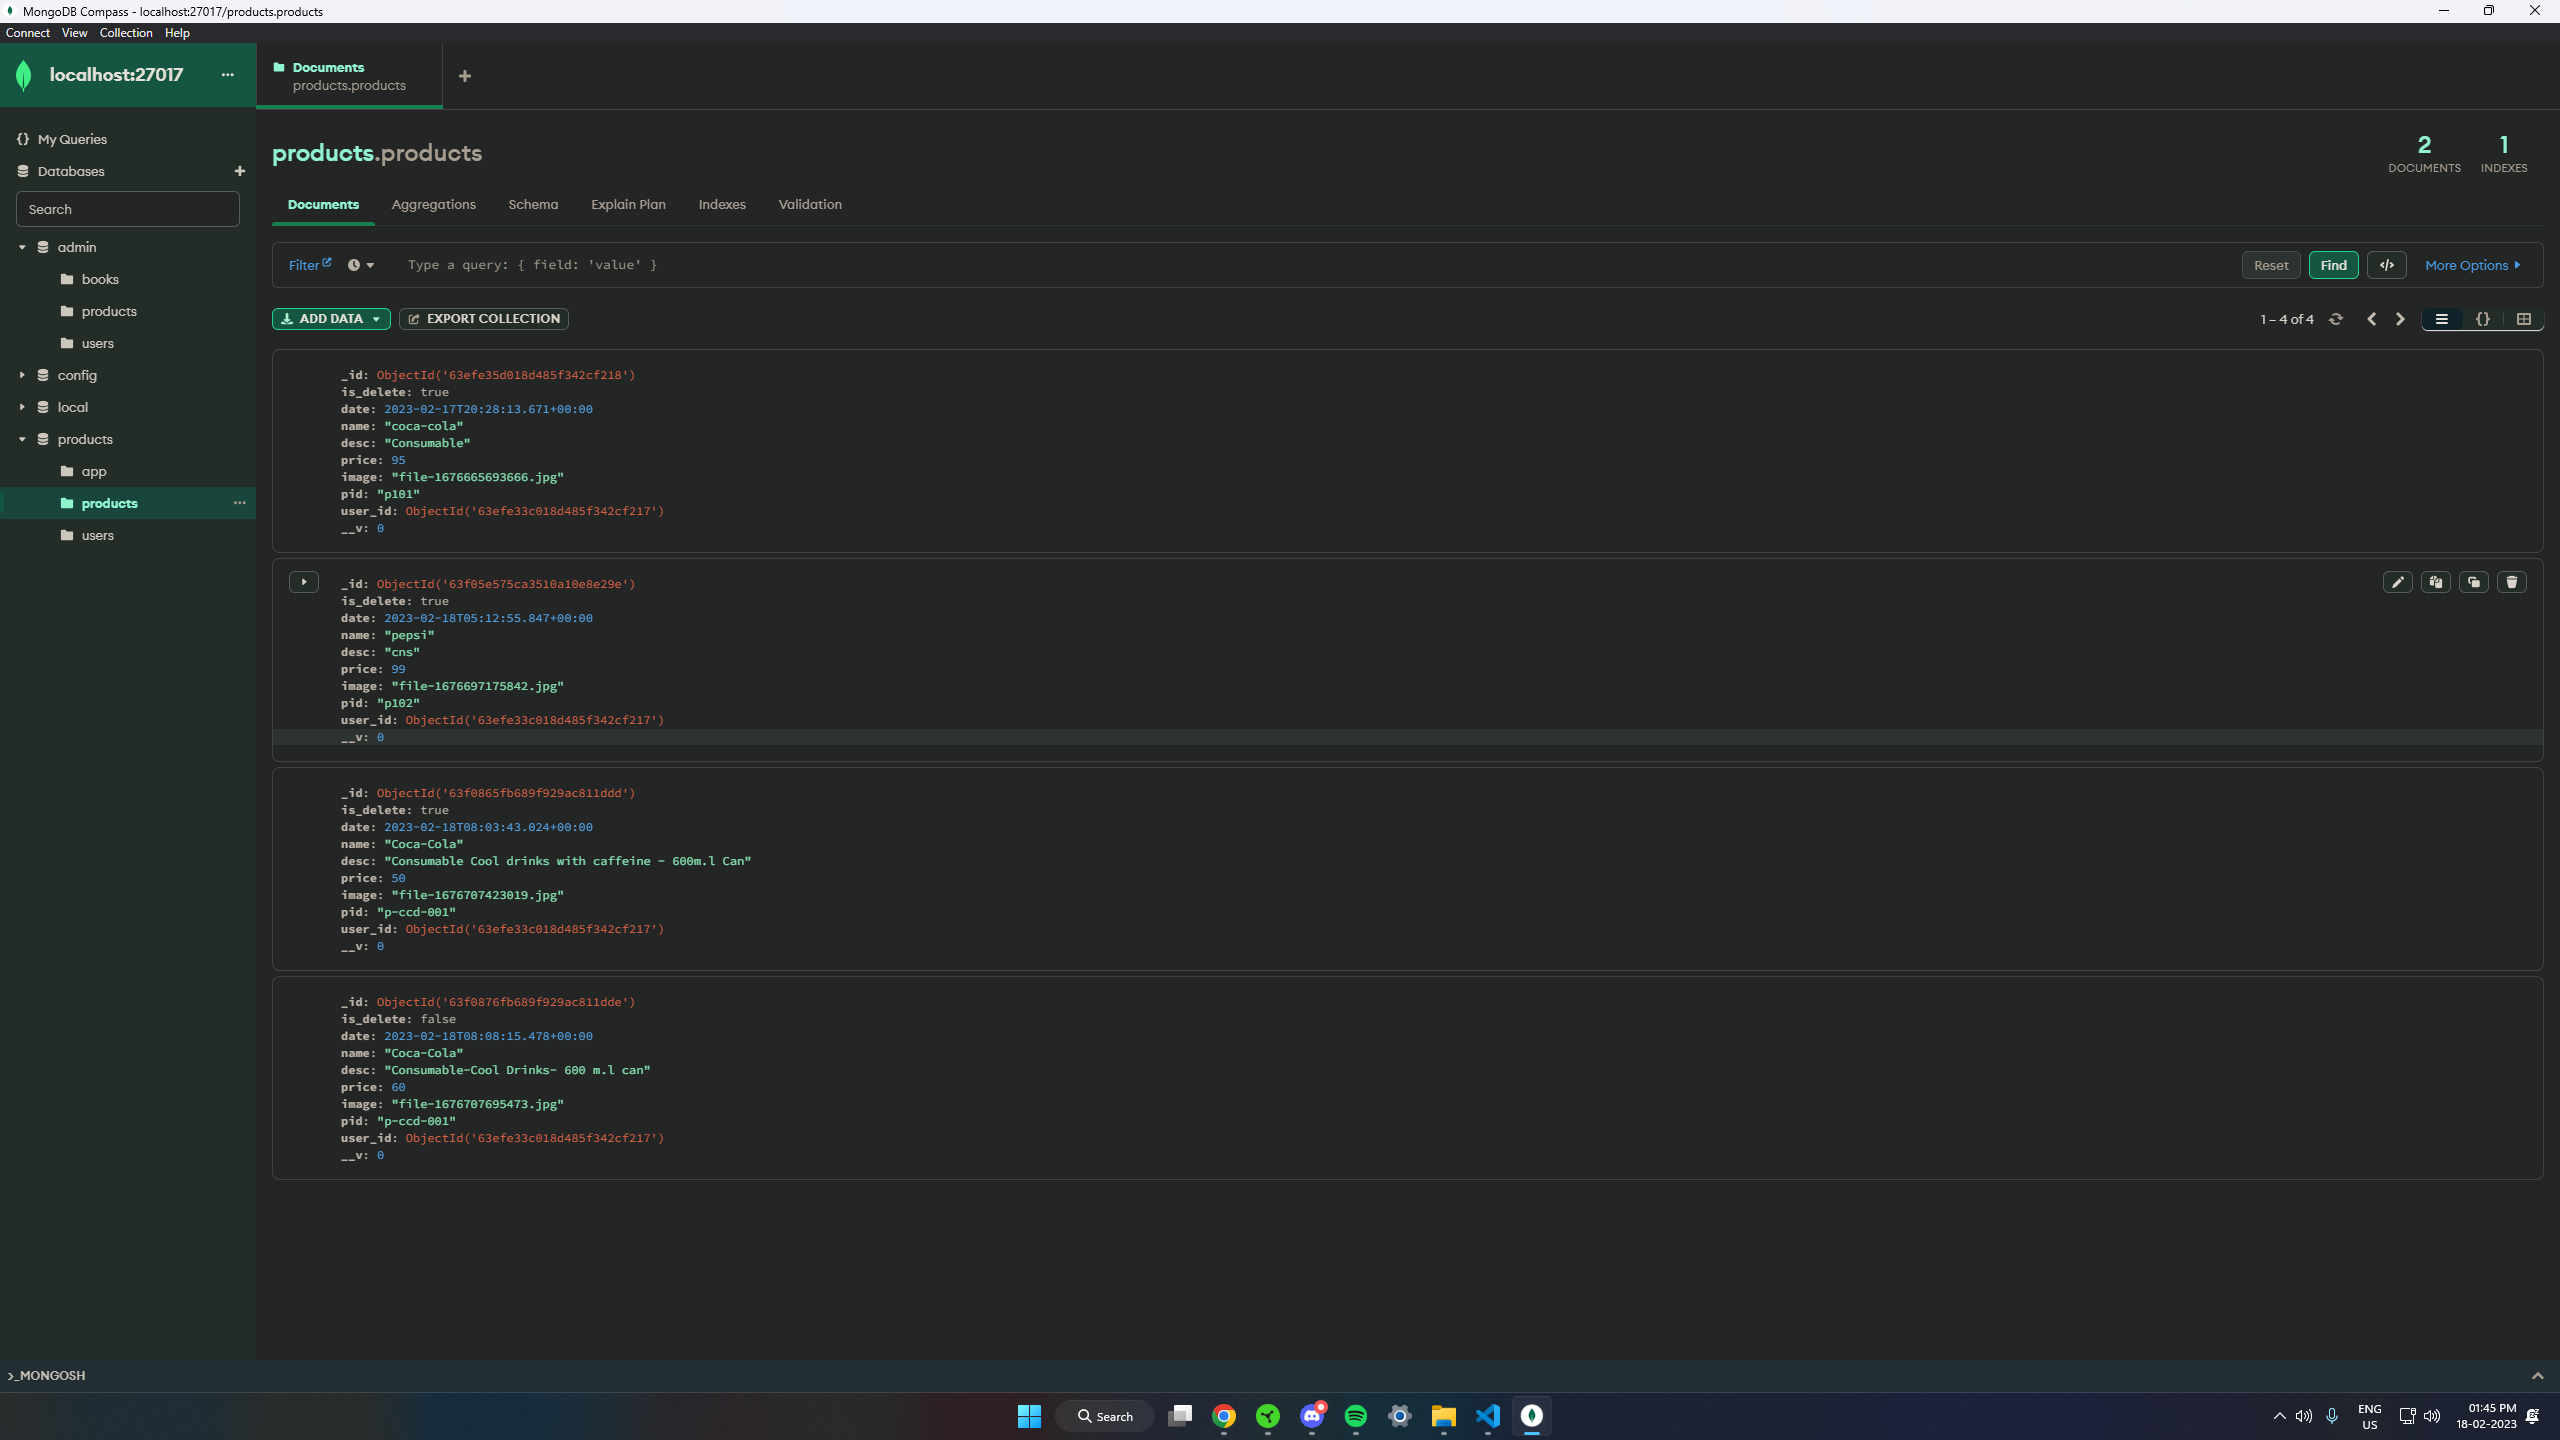 MongoDB Compass - localhost:27017/products.products
Connect View Collection Help
localhost:27017
Documents
products.products
My Queries
Databases
Search
admin
books
products
users
config
local
products
app
products
users
products.products
2
DOCUMENTS
1
INDEXES
Documents Aggregations Schema Explain Plan Indexes Validation
Filter Type a query: { field: 'value' } Reset Find </> More Options
ADD DATA EXPORT COLLECTION 1 – 4 of 4
_id: ObjectId('63efe35d018d485f342cf218')
is_delete: true
date: 2023-02-17T20:28:13.671+00:00
name: "coca-cola"
desc: "Consumable"
price: 95
image: "file-1676665693666.jpg"
pid: "p101"
user_id: ObjectId('63efe33c018d485f342cf217')
__v: 0
_id: ObjectId('63f05e575ca3510a10e8e29e')
is_delete: true
date: 2023-02-18T05:12:55.847+00:00
name: "pepsi"
desc: "cns"
price: 99
image: "file-1676697175842.jpg"
pid: "p102"
user_id: ObjectId('63efe33c018d485f342cf217')
__v: 0
_id: ObjectId('63f0865fb689f929ac811ddd')
is_delete: true
date: 2023-02-18T08:03:43.024+00:00
name: "Coca-Cola"
desc: "Consumable Cool drinks with caffeine - 600m.l Can"
price: 50
image: "file-1676707423019.jpg"
pid: "p-ccd-001"
user_id: ObjectId('63efe33c018d485f342cf217')
__v: 0
_id: ObjectId('63f0876fb689f929ac811dde')
is_delete: false
date: 2023-02-18T08:08:15.478+00:00
name: "Coca-Cola"
desc: "Consumable-Cool Drinks- 600 m.l can"
price: 60
image: "file-1676707695473.jpg"
pid: "p-ccd-001"
user_id: ObjectId('63efe33c018d485f342cf217')
__v: 0
>_MONGOSH
Search
ENG
US
01:45 PM
18-02-2023